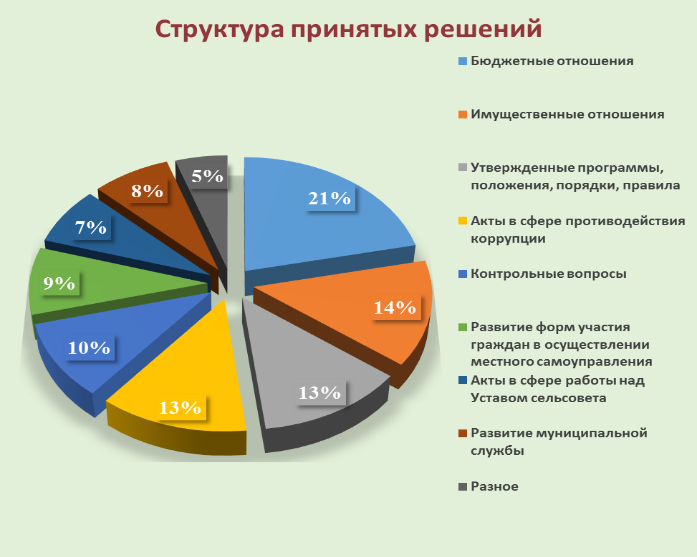 Структура принятых решений
Бюджетные отношения
Имущественные отношения
Утвержденные программы,
положения, порядки, правила
Акты в сфере противодействия
коррупции
Контрольные вопросы
Развитие форм участия
граждан в осуществлении
местного самоуправления
Акты в сфере работы над
Уставом сельсовета
Развитие муниципальной
службы
Разное
21%
14%
13%
13%
10%
9%
7%
8%
5%